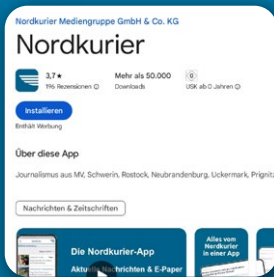 Nordkurier Mediengruppe GmbH & Co. KG
Nordkurier
3,7★
Mehr als 50.000
0
196 Rezensionen
Downloads
USK ab 0 Jahren
Installieren
Enthält Werbung
Über diese App
Journalismus aus MV, Schwerin, Rostock, Neubrandenburg, Uckermark, Prignitz
Nachrichten & Zeitschriften
Die Nordkurier-App
Aktuelle Nachrichten & E-Paper
Alles vom
Nordkurier
in einer App